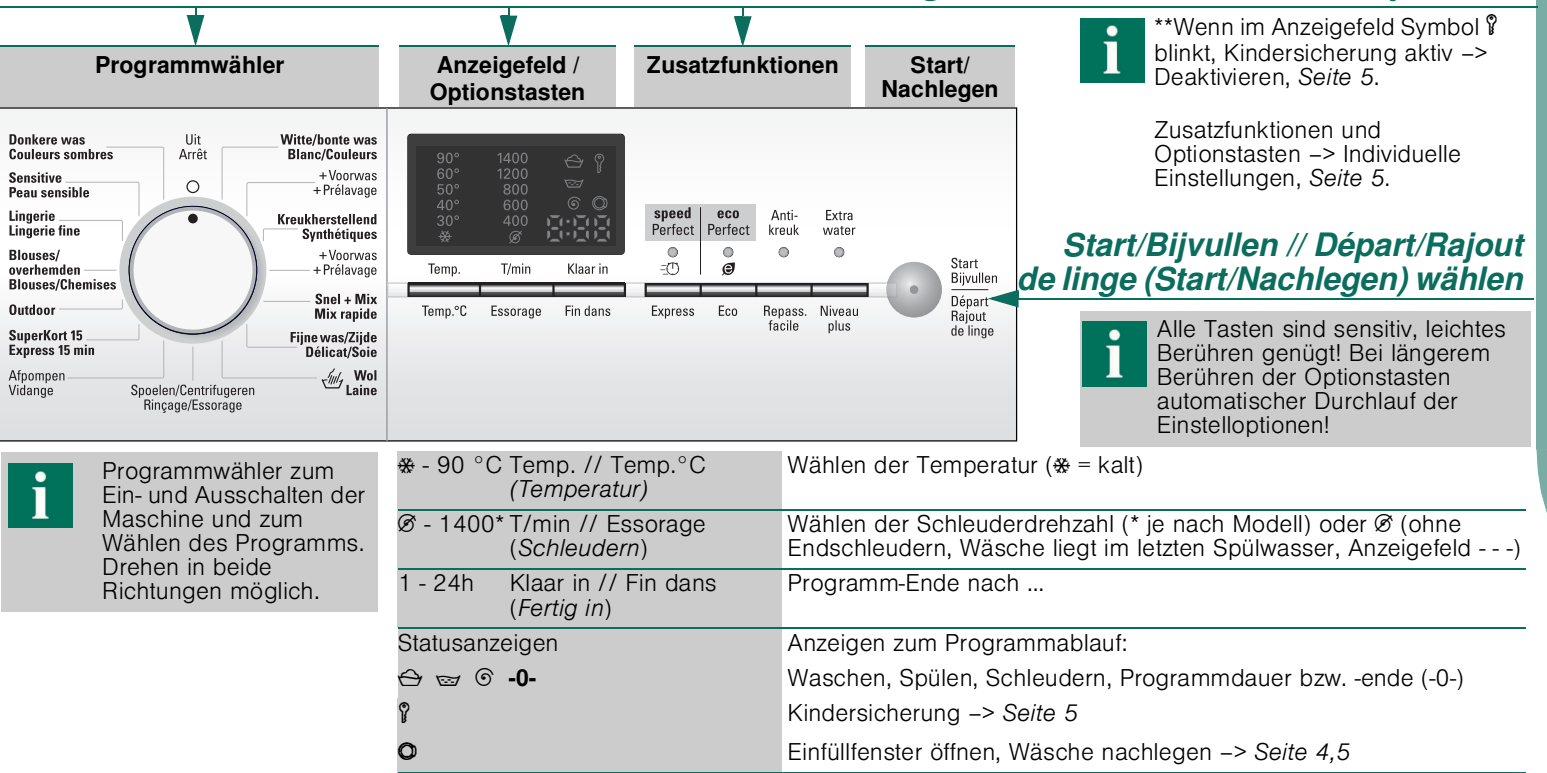 Programmwähler
Anzeigefeld /
Optionstasten
Zusatzfunktionen
Start/
Nachlegen
Donkere was
Couleurs sombres
Sensitive
Peau sensible
Lingerie
Lingerie fine
Blouses/
overhemden
Blouses/Chemises
Outdoor
SuperKort 15
Express 15 min
Afpompen
Vidange
Uit
Arrêt
Spoelen/Centrifugeren
Rinçage/Essorage
Witte/bonte was
Blanc/Couleurs
+Voorwas
+Prélavage
Kreukherstellend
Synthétiques
+Voorwas
+Prélavage
Snel + Mix
Mix rapide
Fijne was/Zijde
Délicat/Soie
Wol
Laine
90° 1400
60° 1200
50° 800
40° 600
30° 400
8:88
Temp. T/min Klaar in
Temp.°C Essorage Fin dans
speed
Perfect
eco
Perfect
Anti-
kreuk
Extra
water
Express Eco Repass.
facile
Niveau
plus
Start
Bijvullen
Départ
Rajout
de linge
**Wenn im Anzeigefeld Symbol
blinkt, Kindersicherung aktiv –>
Deaktivieren, Seite 5.
Zusatzfunktionen und
Optionstasten –> Individuelle
Einstellungen, Seite 5.
Start/Bijvullen // Départ/Rajout
de linge (Start/Nachlegen) wählen
i
Alle Tasten sind sensitiv, leichtes
Berühren genügt! Bei längerem
Berühren der Optionstasten
automatischer Durchlauf der
Einstelloptionen!
i
Programmwähler zum
Ein- und Ausschalten der
Maschine und zum
Wählen des Programms.
Drehen in beide
Richtungen möglich.
❄ - 90 °C Temp. // Temp.°C
(Temperatur)
Wählen der Temperatur (❄ = kalt)
- 1400* T/min // Essorage
(Schleudern)
Wählen der Schleuderdrehzahl (* je nach Modell) oder (ohne
Endschleudern, Wäsche liegt im letzten Spülwasser, Anzeigefeld - - -)
1 - 24h Klaar in // Fin dans
(Fertig in)
Programm-Ende nach ...
Statusanzeigen
Anzeigen zum Programmablauf:
-0-
Waschen, Spülen, Schleudern, Programmdauer bzw. -ende (-0-)
Kindersicherung –> Seite 5
Einfüllfenster öffnen, Wäsche nachlegen –> Seite 4,5